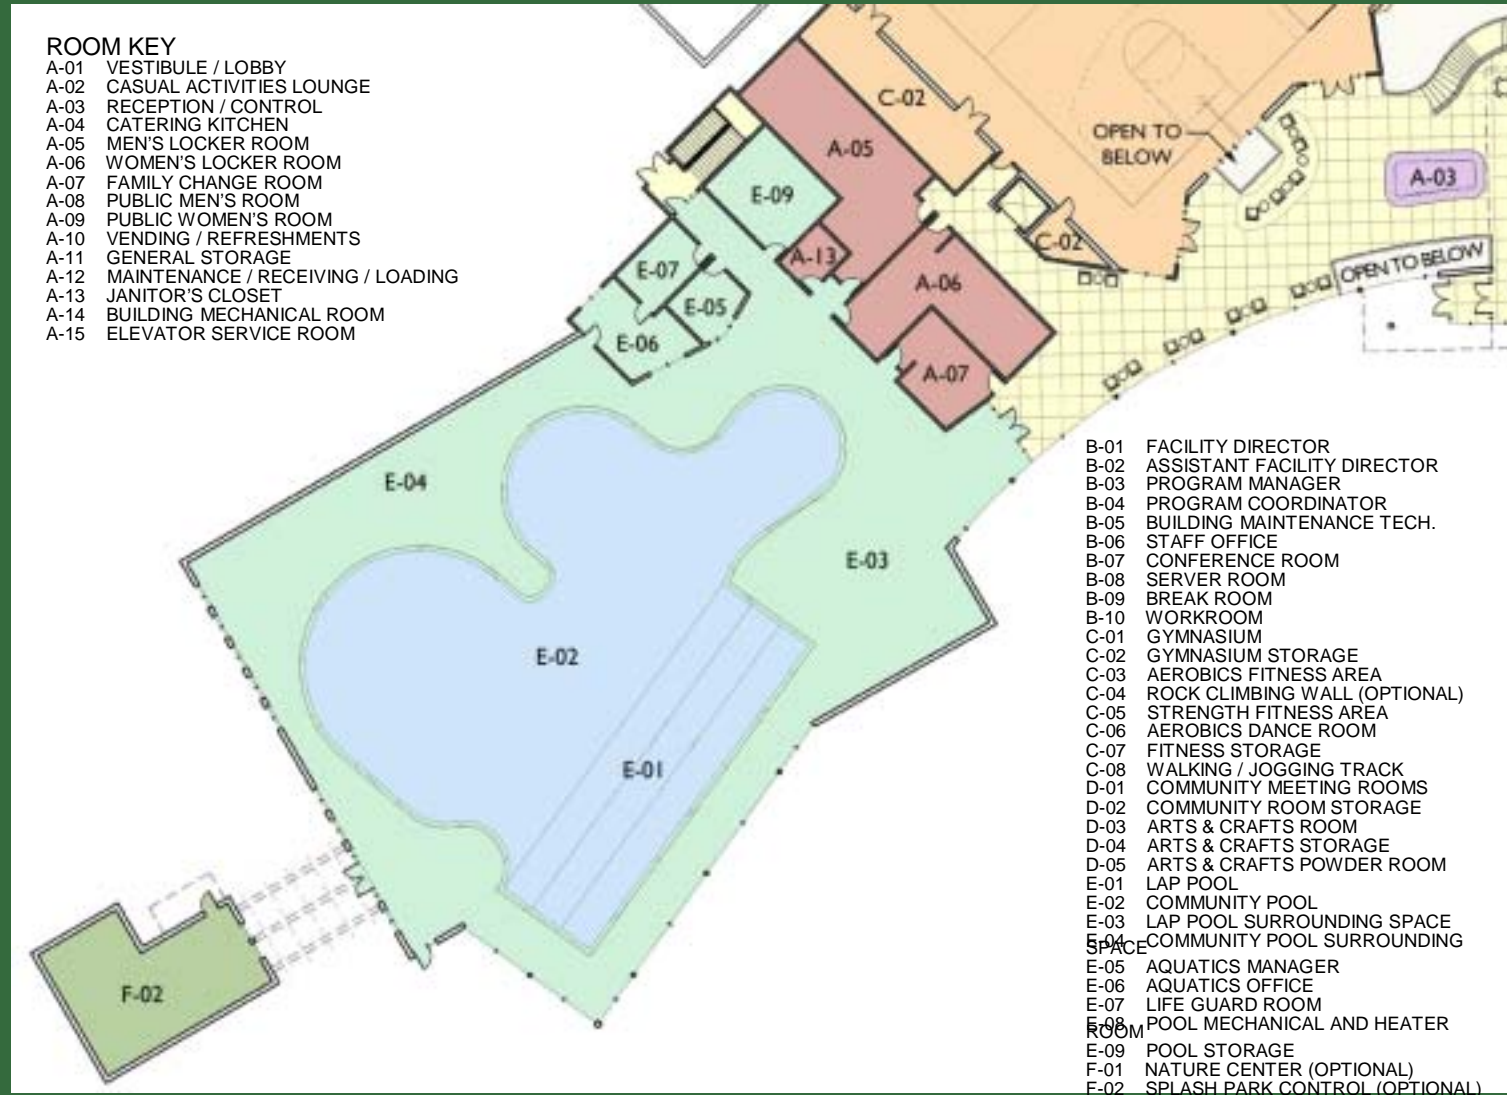 ROOM KEY
A-01 VESTIBULE / LOBBY
A-02 CASUAL ACTIVITIES LOUNGE
A-03 RECEPTION / CONTROL
A-04 CATERING KITCHEN
A-05 MEN'S LOCKER ROOM
A-06 WOMEN'S LOCKER ROOM
A-07 FAMILY CHANGE ROOM
A-08 PUBLIC MEN'S ROOM
A-09 PUBLIC WOMEN'S ROOM
A-10 VENDING / REFRESHMENTS
A-11 GENERAL STORAGE
A-12 MAINTENANCE / RECEIVING / LOADING
A-13 JANITOR'S CLOSET
A-14 BUILDING MECHANICAL ROOM
A-15 ELEVATOR SERVICE ROOM
C-02
OPEN TO
BELOW
A-05
A-03
E-09
C-02
A-13
OPEN TO BELOW
E-07
A-06
E-05
E-06
A-07
E-04
E-03
E-02
E-01
F-02
B-01 FACILITY DIRECTOR
B-02 ASSISTANT FACILITY DIRECTOR
B-03 PROGRAM MANAGER
B-04 PROGRAM COORDINATOR
B-05 BUILDING MAINTENANCE TECH.
B-06 STAFF OFFICE
B-07 CONFERENCE ROOM
B-08 SERVER ROOM
B-09 BREAK ROOM
B-10 WORKROOM
C-01 GYMNASIUM
C-02 GYMNASIUM STORAGE
C-03 AEROBICS FITNESS AREA
C-04 ROCK CLIMBING WALL (OPTIONAL)
C-05 STRENGTH FITNESS AREA
C-06 AEROBICS DANCE ROOM
C-07 FITNESS STORAGE
C-08 WALKING / JOGGING TRACK
D-01 COMMUNITY MEETING ROOMS
D-02 COMMUNITY ROOM STORAGE
D-03 ARTS & CRAFTS ROOM
D-04 ARTS & CRAFTS STORAGE
D-05 ARTS & CRAFTS POWDER ROOM
E-01 LAP POOL
E-02 COMMUNITY POOL
E-03 LAP POOL SURROUNDING SPACE
E-04 COMMUNITY POOL SURROUNDING
SPACE
E-05 AQUATICS MANAGER
E-06 AQUATICS OFFICE
E-07 LIFE GUARD ROOM
E-08 POOL MECHANICAL AND HEATER
ROOM
E-09 POOL STORAGE
F-01 NATURE CENTER (OPTIONAL)
F-02 SPLASH PARK CONTROL (OPTIONAL)